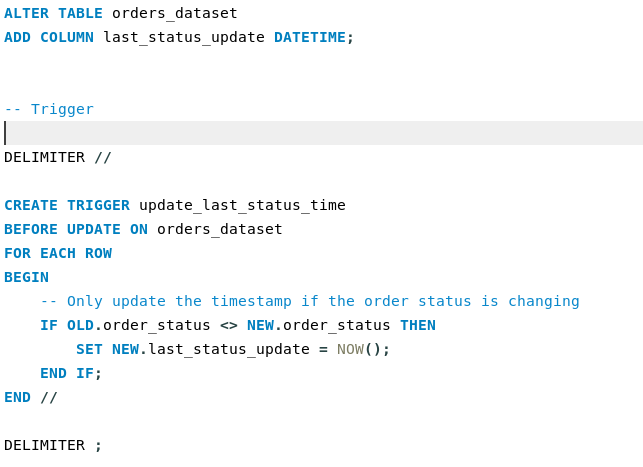 ALTER TABLE orders_dataset
ADD COLUMN last_status_update DATETIME;
-- Trigger
DELIMITER //
CREATE TRIGGER update_last_status_time
BEFORE UPDATE ON orders_dataset
FOR EACH ROW
BEGIN
    -- Only update the timestamp if the order status is changing
    IF OLD.order_status <> NEW.order_status THEN
        SET NEW.last_status_update = NOW();
    END IF;
END //
DELIMITER ;